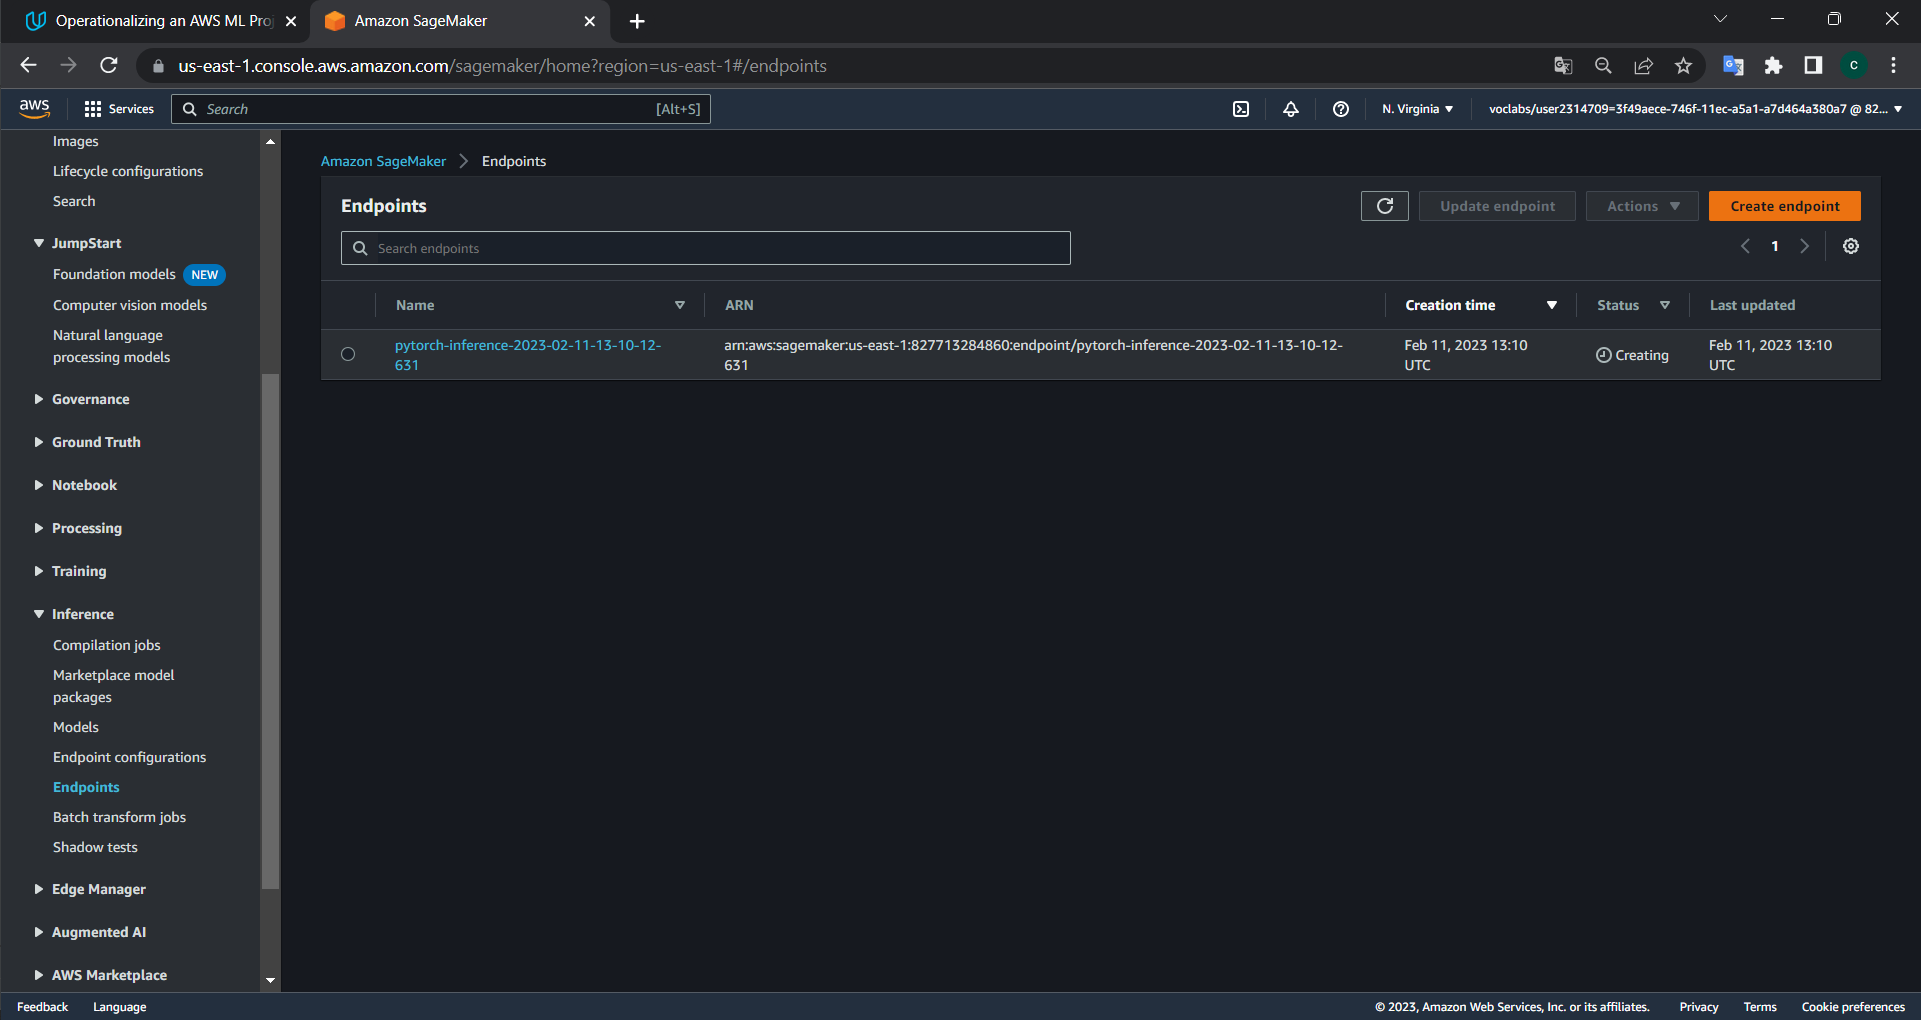 Operationalizing an AWS ML Proj
Amazon SageMaker
us-east-1.console.aws.amazon.com/sagemaker/home?region=us-east-1#/endpoints
C
aws
Services
Search
[Alt+S]
N. Virginia
voclabs/user2314709=3f49aece-746f-11ec-a5a1-a7d464a380a7 @ 82...
Images
Lifecycle configurations
Search
JumpStart
Foundation models NEW
Computer vision models
Natural language
processing models
Governance
Ground Truth
Notebook
Processing
Training
Inference
Compilation jobs
Marketplace model
packages
Models
Endpoint configurations
Endpoints
Batch transform jobs
Shadow tests
Edge Manager
Augmented AI
AWS Marketplace
Amazon SageMaker
Endpoints
Endpoints
Update endpoint
Actions
Create endpoint
Search endpoints
1
Name
ARN
Creation time
Status
Last updated
pytorch-inference-2023-02-11-13-10-12-
631
arn:aws:sagemaker:us-east-1:827713284860:endpoint/pytorch-inference-2023-02-11-13-10-12-
631
Feb 11, 2023 13:10
UTC
Creating
Feb 11, 2023 13:10
UTC
Feedback
Language
© 2023, Amazon Web Services, Inc. or its affiliates.
Privacy
Terms
Cookie preferences